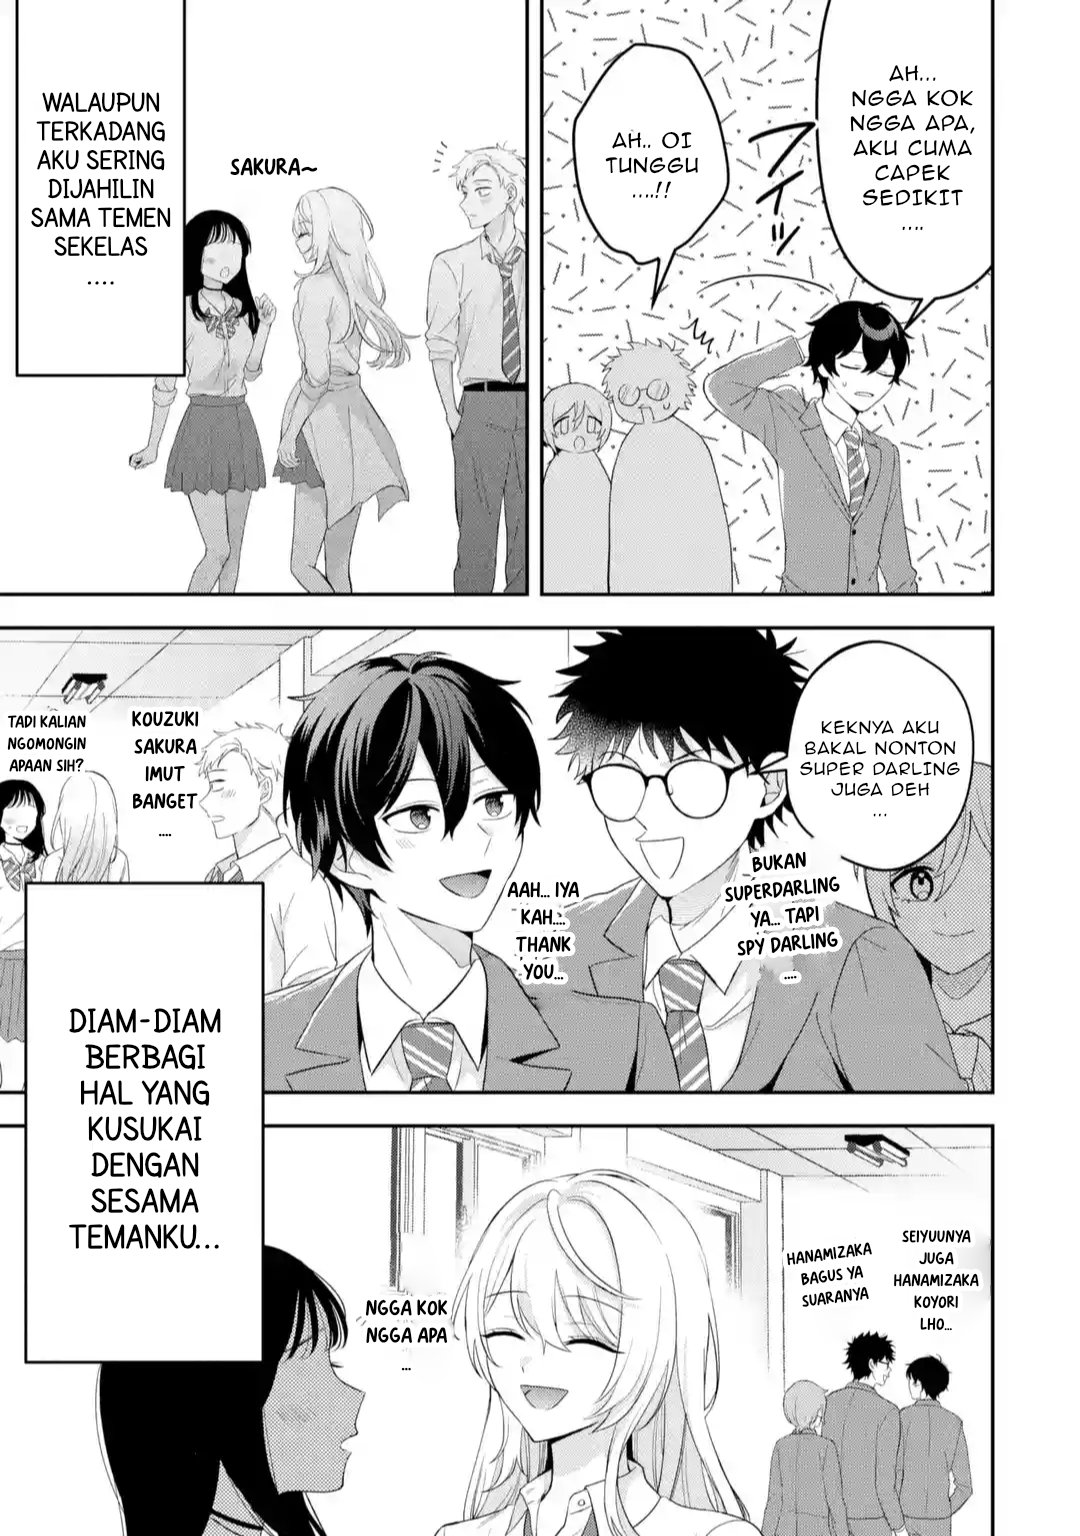 AH...
NGGA KOK
NGGA APA,
AKU CUMA
CAPEK
SEDIKIT
....
AH.. OI
TUNGGU
....!!
SAKURA~
WALAUPUN
TERKADANG
AKU SERING
DIJAHILIN
SAMA TEMEN
SEKELAS
....
KEKNYA AKU
BAKAL NONTON
SUPER DARLING
JUGA DEH
...
BUKAN
SUPERDARLING
YA... TAPI
SPY DARLING
....
AAH... IYA
KAH....
THANK
YOU...
KOUZUKI
SAKURA
IMUT
BANGET
....
TADI KALIAN
NGOMONGIN
APAAN SIH?
DIAM-DIAM
BERBAGI
HAL YANG
KUSUKAI
DENGAN
SESAMA
TEMANKU...
SEIYUUNYA
JUGA
HANAMIZAKA
KOYORI
LHO...
HANAMIZAKA
BAGUS YA
SUARANYA
NGGA KOK
NGGA APA
...